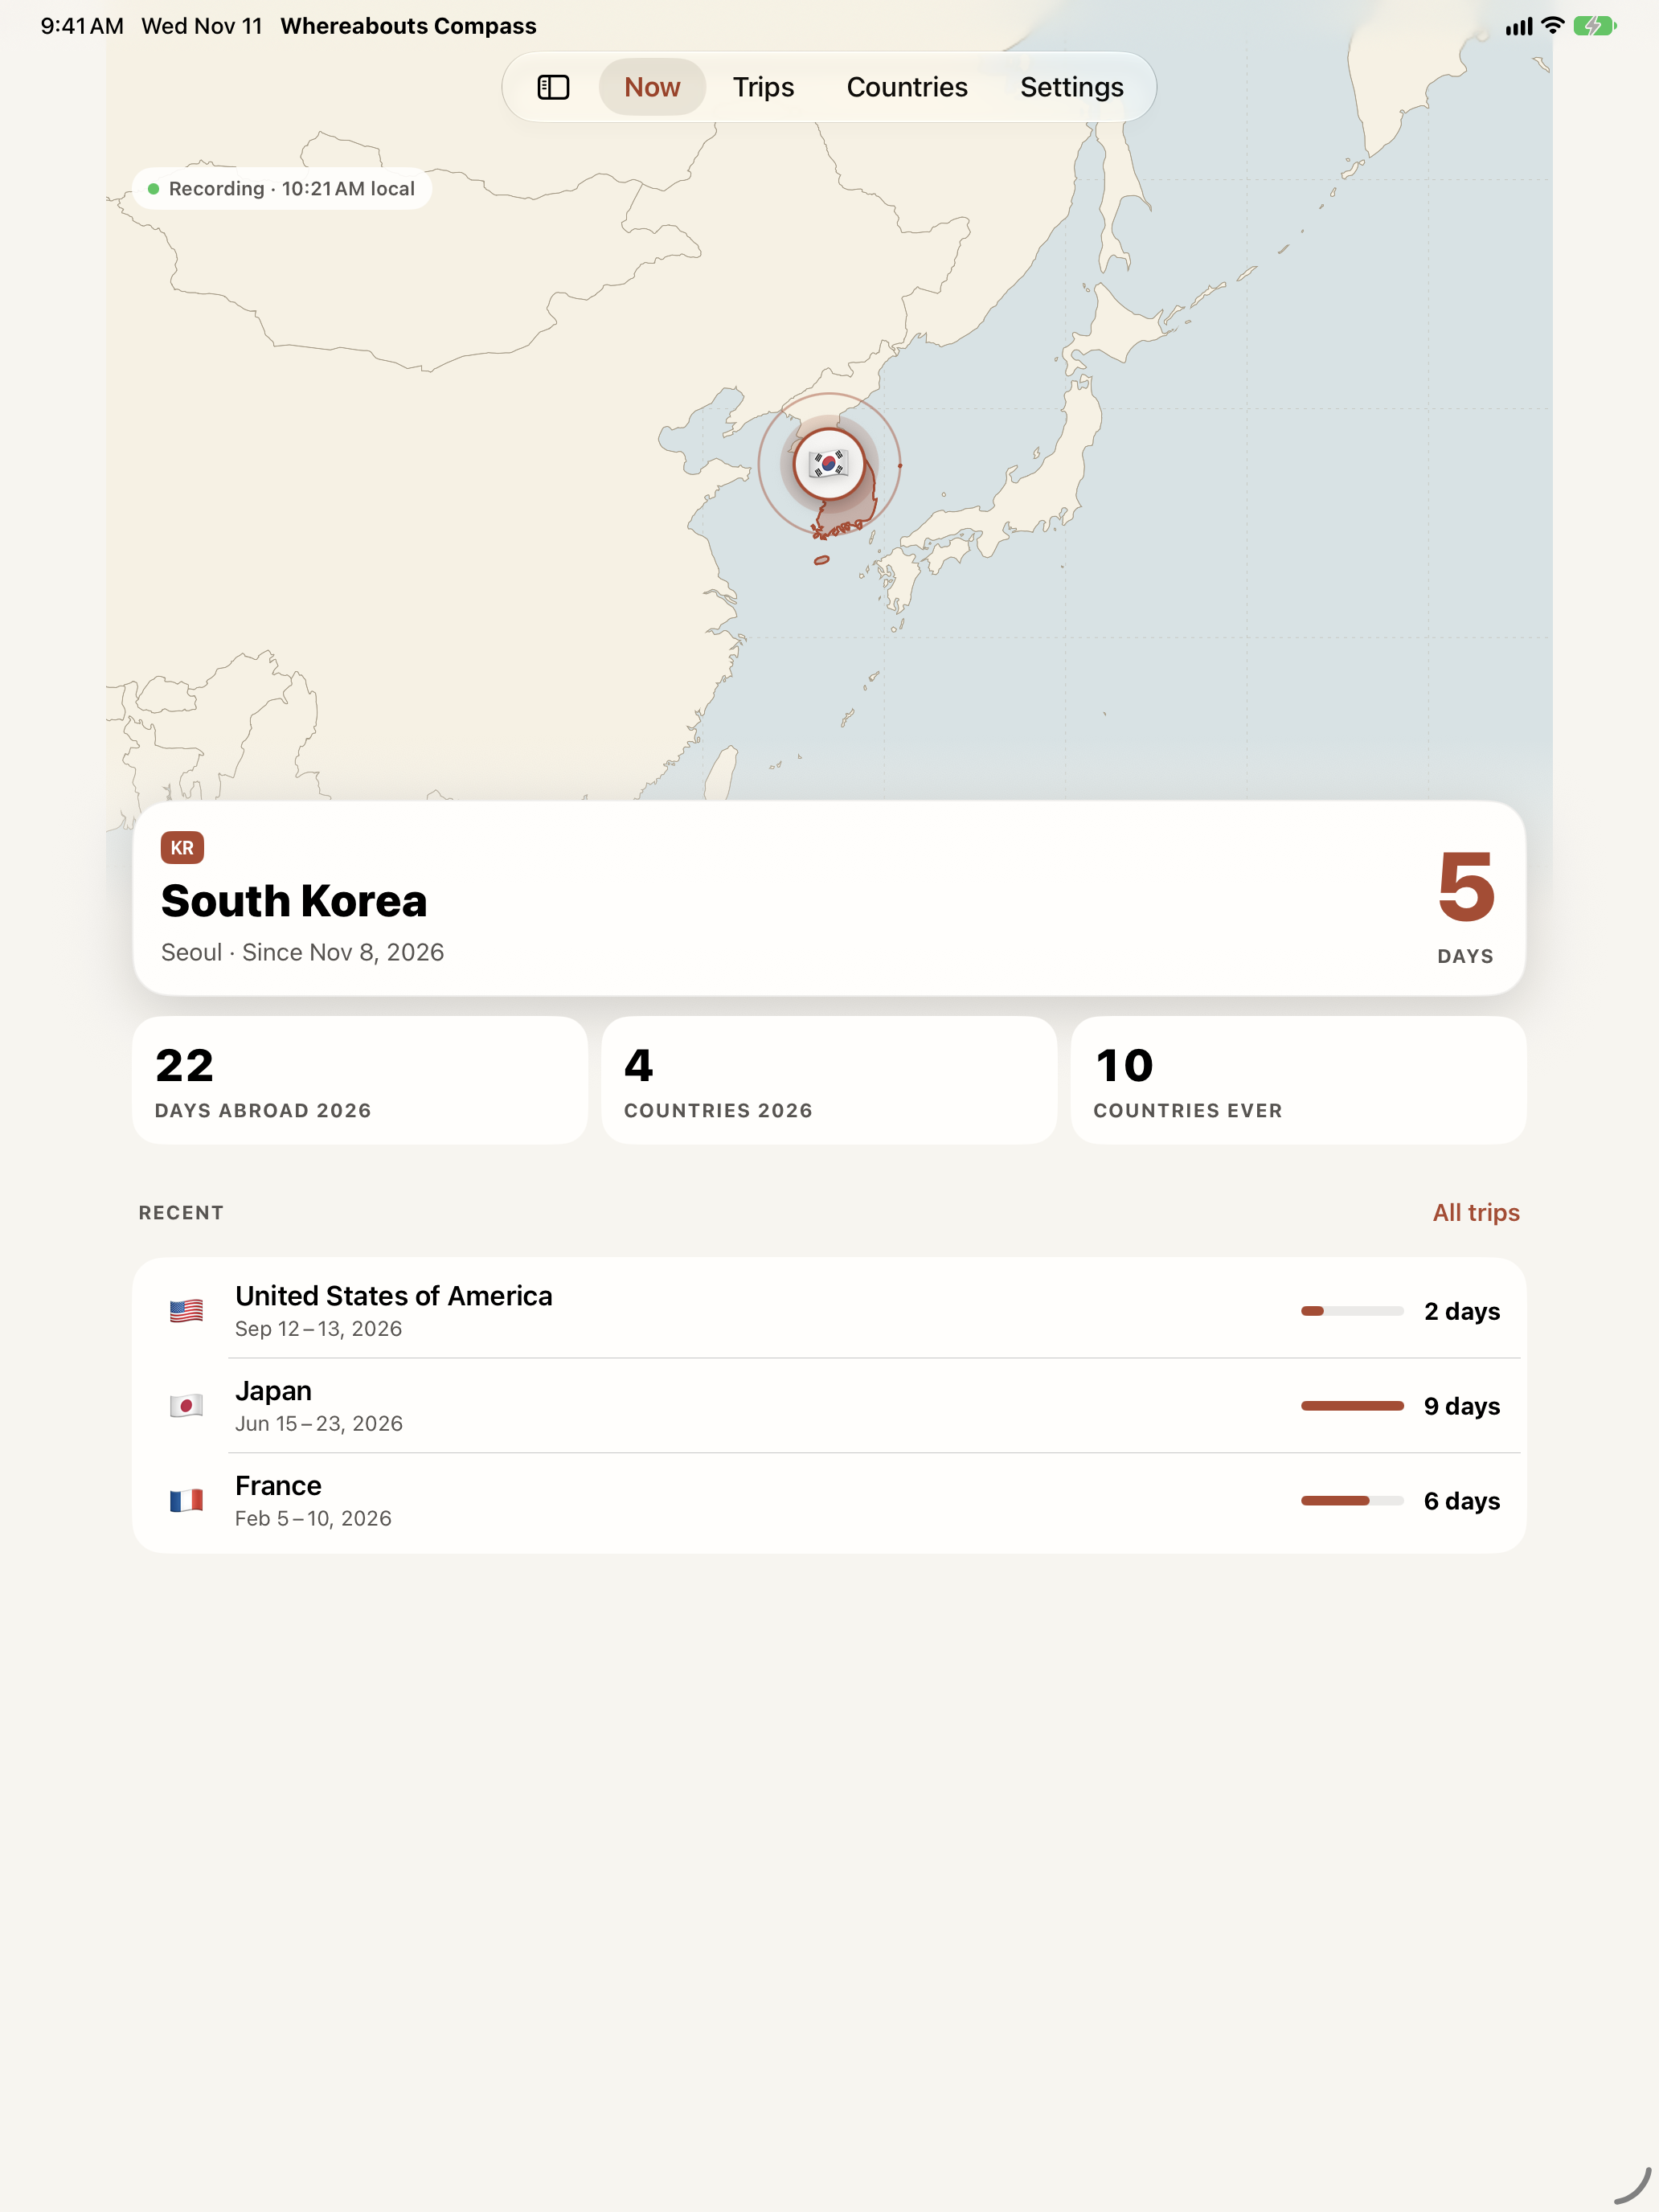 9:41 AM Wed Nov 11 Whereabouts Compass
Now Trips Countries Settings
Recording · 10:21 AM local
KR
South Korea
Seoul · Since Nov 8, 2026
5
DAYS
22
DAYS ABROAD 2026
4
COUNTRIES 2026
10
COUNTRIES EVER
RECENT
All trips
United States of America
Sep 12 – 13, 2026
2 days
Japan
Jun 15 – 23, 2026
9 days
France
Feb 5 – 10, 2026
6 days